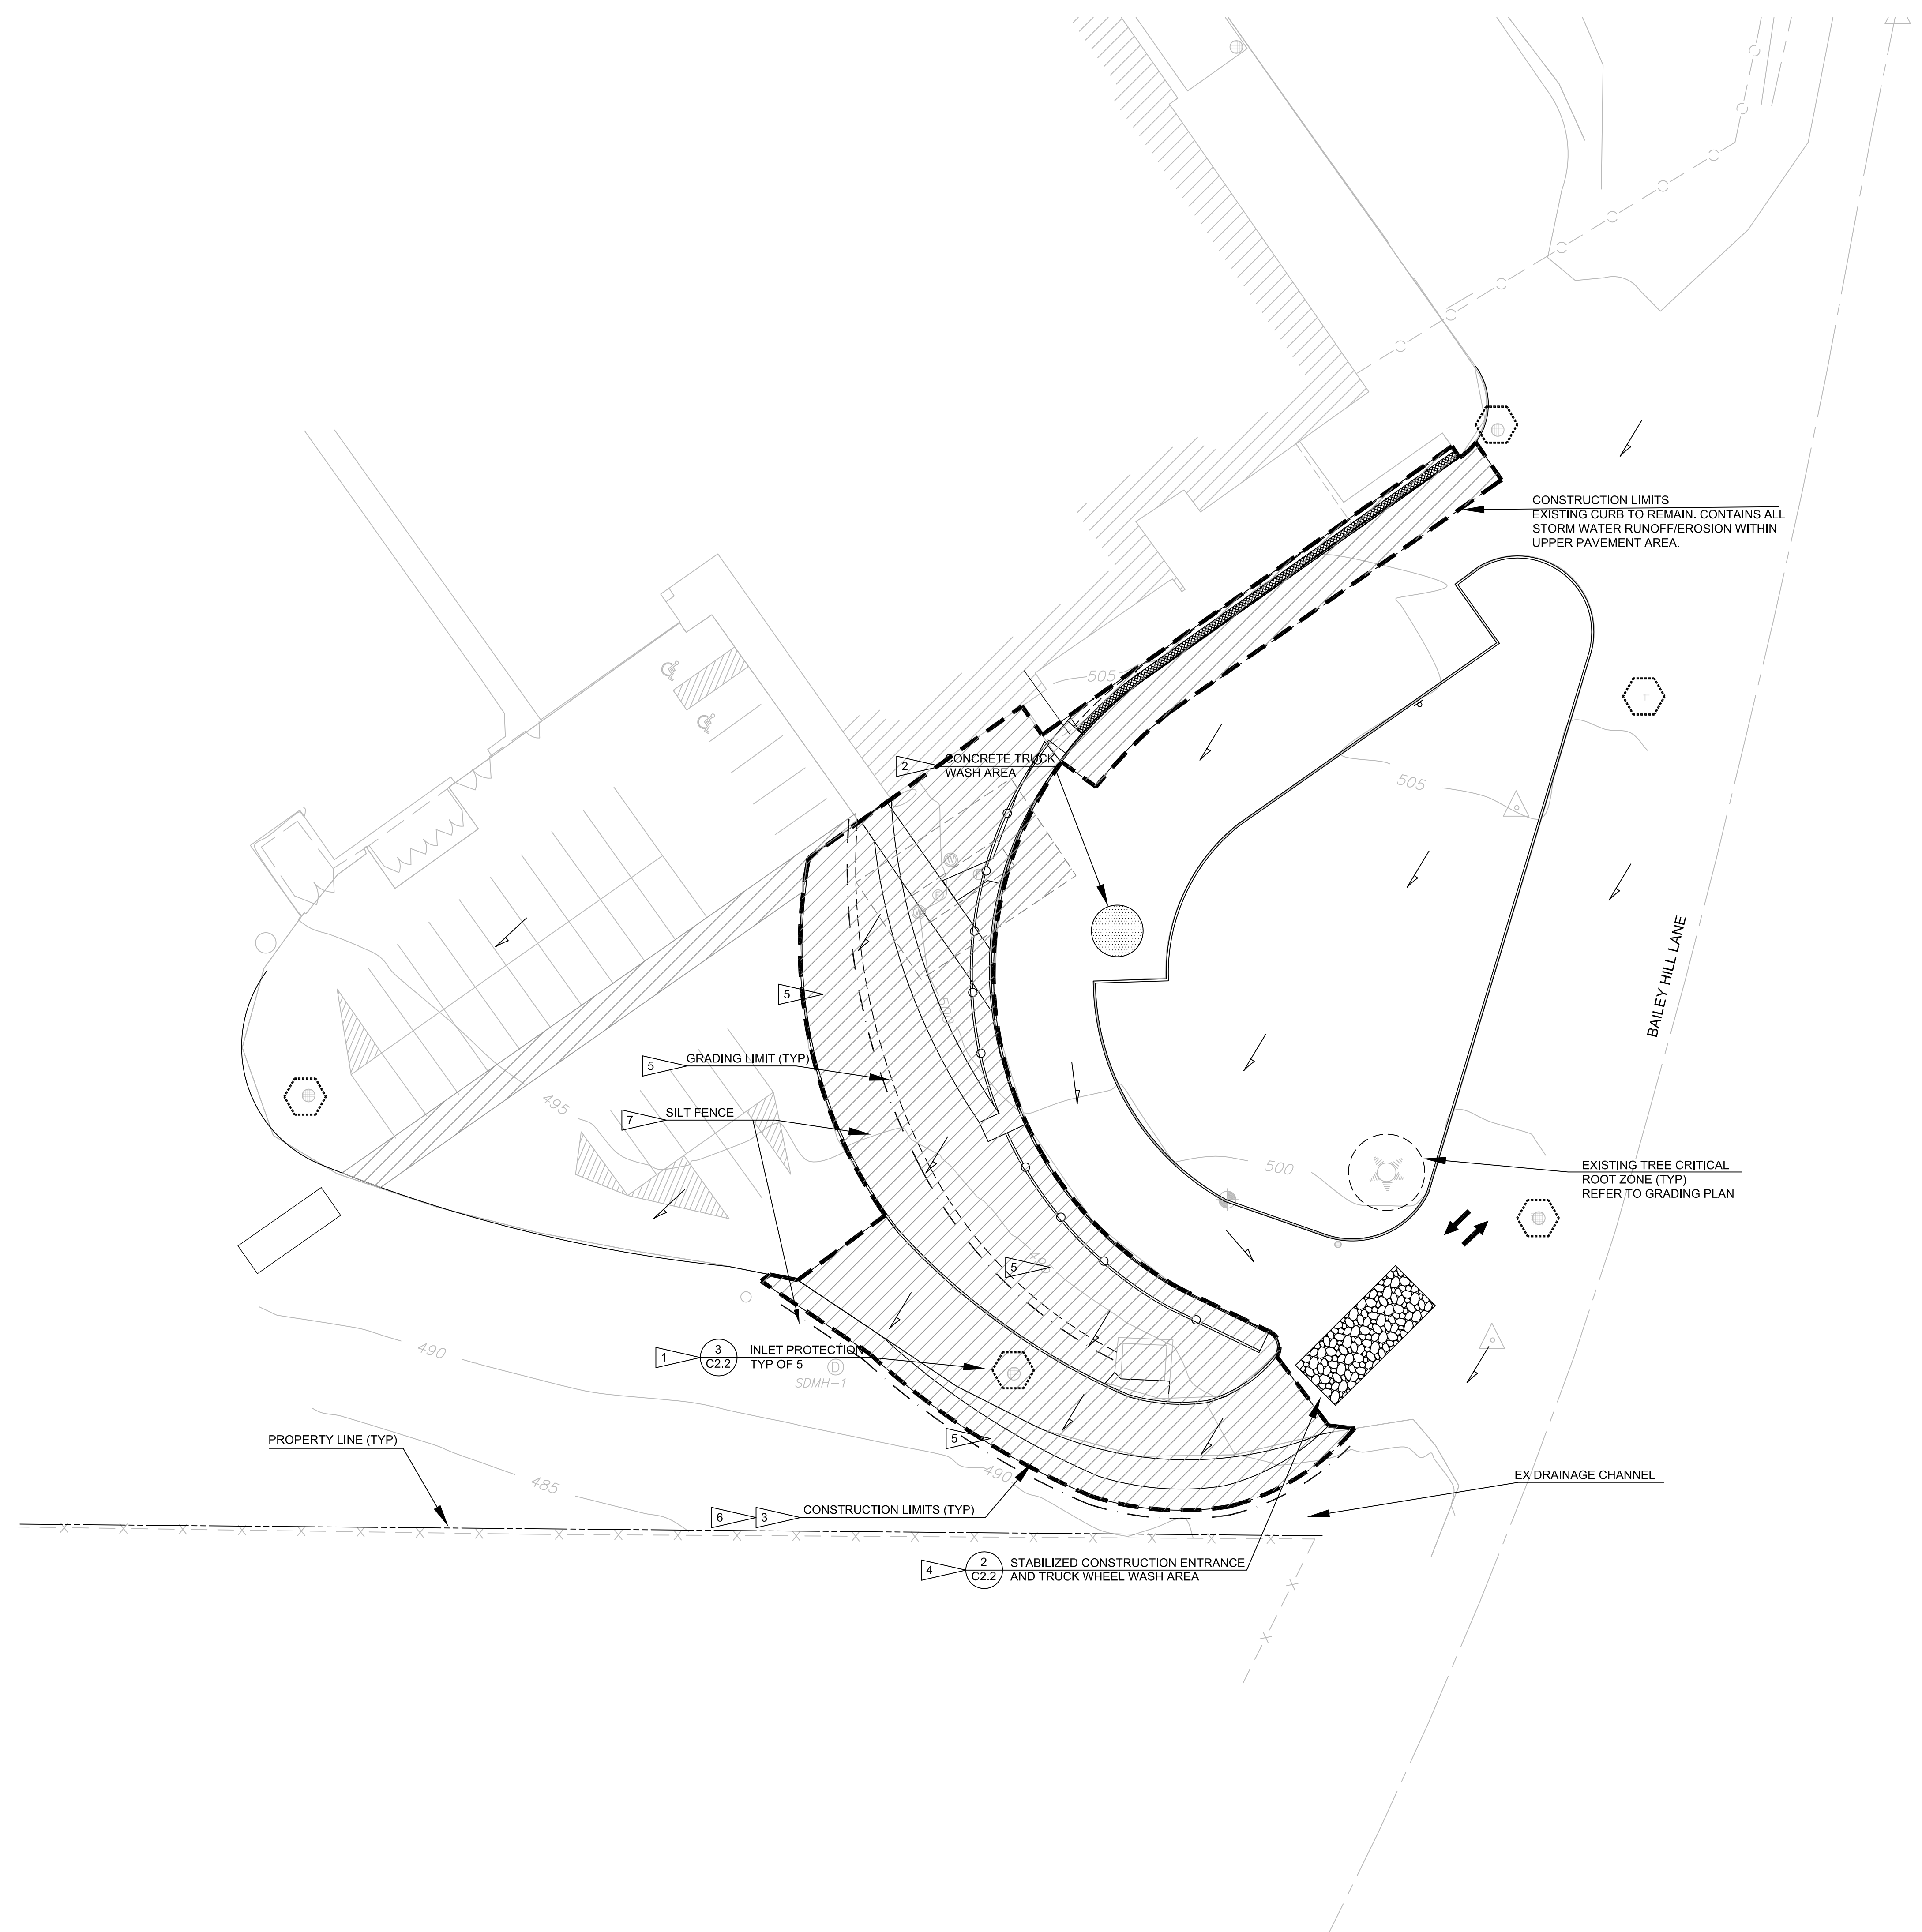 CONSTRUCTION LIMITS
EXISTING CURB TO REMAIN. CONTAINS ALL
STORM WATER RUNOFF/EROSION WITHIN
UPPER PAVEMENT AREA.
505
2
CONCRETE TRUCK
WASH AREA
505
BAILEY HILL LANE
5
500
5
GRADING LIMIT (TYP)
495
7
SILT FENCE
500
EXISTING TREE CRITICAL
ROOT ZONE (TYP)
REFER TO GRADING PLAN
5
490
1
3
C2.2
INLET PROTECTION
TYP OF 5
D
SDMH-1
PROPERTY LINE (TYP)
5
490
485
EX DRAINAGE CHANNEL
6
3
CONSTRUCTION LIMITS (TYP)
4
2
C2.2
STABILIZED CONSTRUCTION ENTRANCE
AND TRUCK WHEEL WASH AREA